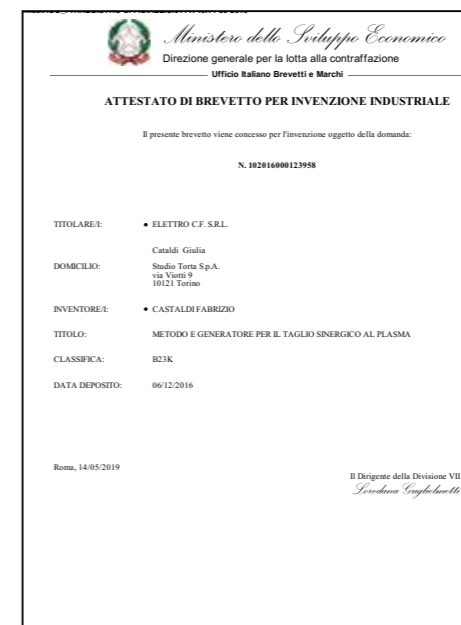 Ministero dello Sviluppo Economico
Direzione generale per la lotta alla contraffazione
Ufficio Italiano Brevetti e Marchi
ATTESTATO DI BREVETTO PER INVENZIONE INDUSTRIALE
Il presente brevetto viene concesso per l'invenzione oggetto della domanda:
N. 102016000123958
TITOLARE/I: • ELETTRO C.F. S.R.L.
Cataldi Giulia
DOMICILIO: Studio Torta S.p.A.
via Viotti 9
10121 Torino
INVENTORE/I: • CASTALDI FABRIZIO
TITOLO: METODO E GENERATORE PER IL TAGLIO SINERGICO AL PLASMA
CLASSIFICA: B23K
DATA DEPOSITO: 06/12/2016
Roma, 14/05/2019
Il Dirigente della Divisione VII
Loredana Guglielmetti